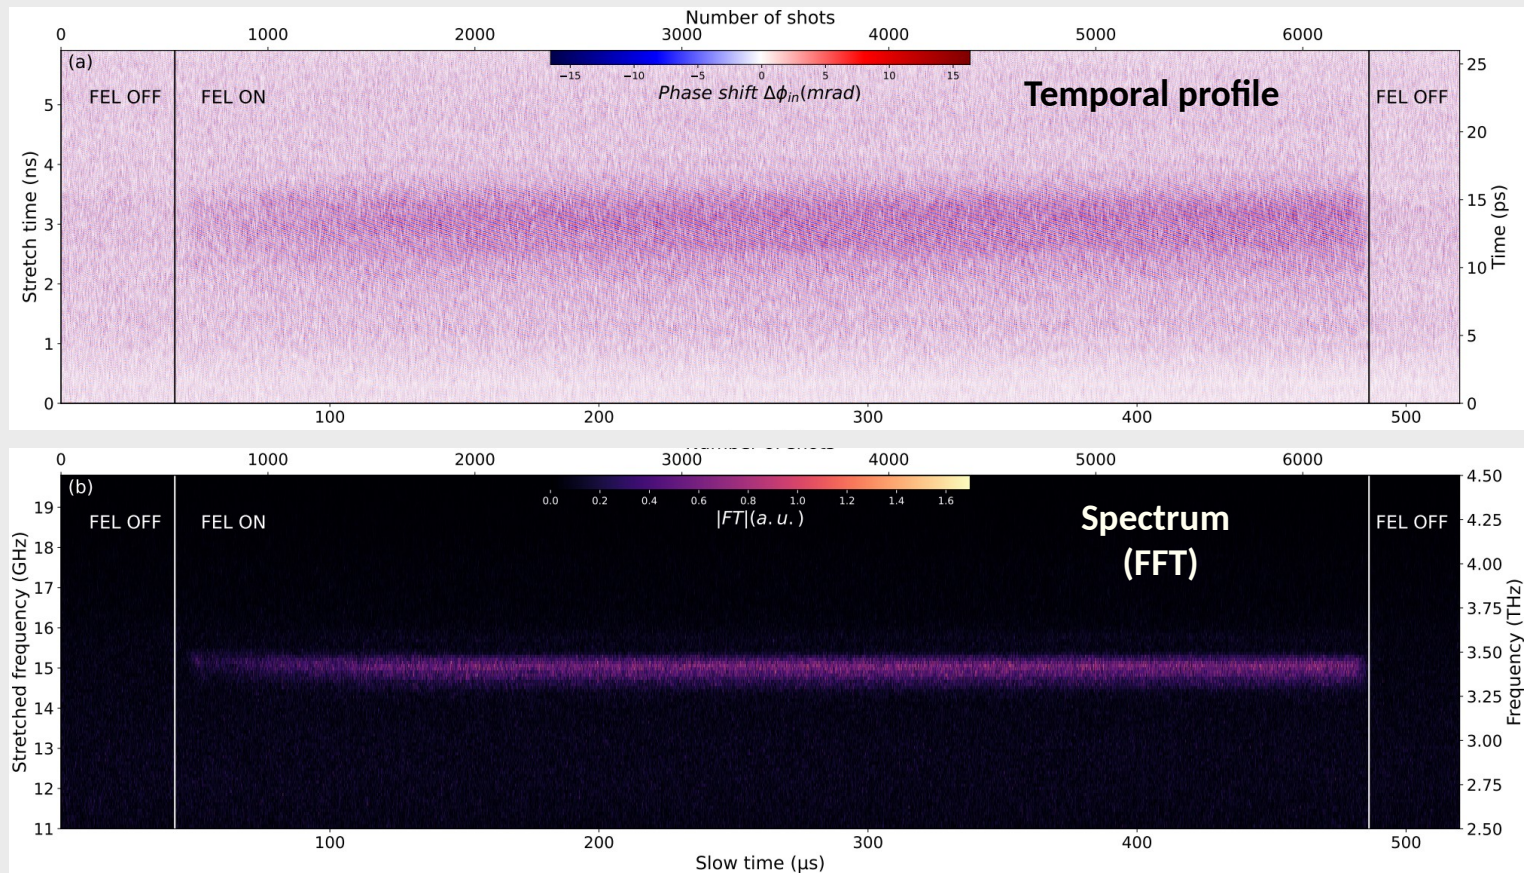 Number of shots
0 1000 2000 3000 4000 5000 6000
(a)
FEL OFF
FEL ON
−15 −10 −5 0 5 10 15
Phase shift Δϕin(mrad)
Temporal profile
FEL OFF
Stretch time (ns)
5
4
3
2
1
0
25
20
15
10
5
0
Time (ps)
100 200 300 400 500
Number of shots
0 1000 2000 3000 4000 5000 6000
(b)
FEL OFF
FEL ON
0.0 0.2 0.4 0.6 0.8 1.0 1.2 1.4 1.6
|FT|(a.u.)
Spectrum
(FFT)
FEL OFF
Stretched frequency (GHz)
19
18
17
16
15
14
13
12
11
4.50
4.25
4.00
3.75
3.50
3.25
3.00
2.75
2.50
Frequency (THz)
100 200 300 400 500
Slow time (μs)